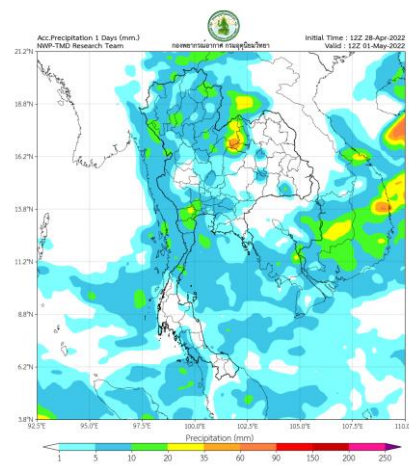 Acc.Precipitation 1 Days (mm.)
Initial Time : 12Z 28-Apr-2022
NWP-TMD Research Team
กองพยากรณ์อากาศ กรมอุตุนิยมวิทยา
Valid : 12Z 01-May-2022
21.2°N
18.8°N
16.2°N
13.8°N
11.2°N
8.8°N
6.2°N
3.8°N
92.5°E 95.0°E 97.5°E 100.0°E 102.5°E 105.0°E 107.5°E 110.0
Precipitation (mm)
1 5 10 20 35 60 90 150 200 250